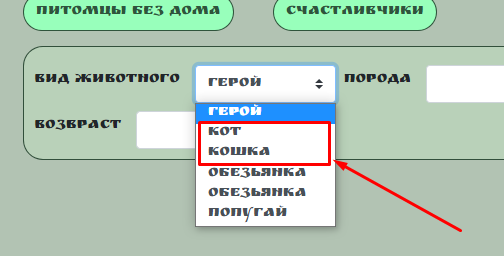 питомцы без дома
счастливчики
вид животного
герой
порода
герой
возвраст
кот
кошка
обезьянка
обезьянка
попугай